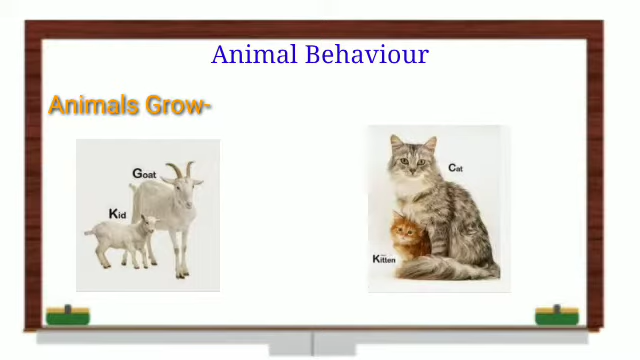 Animal Behaviour
Animals Grow-
Goat
Kid
Cat
Kitten